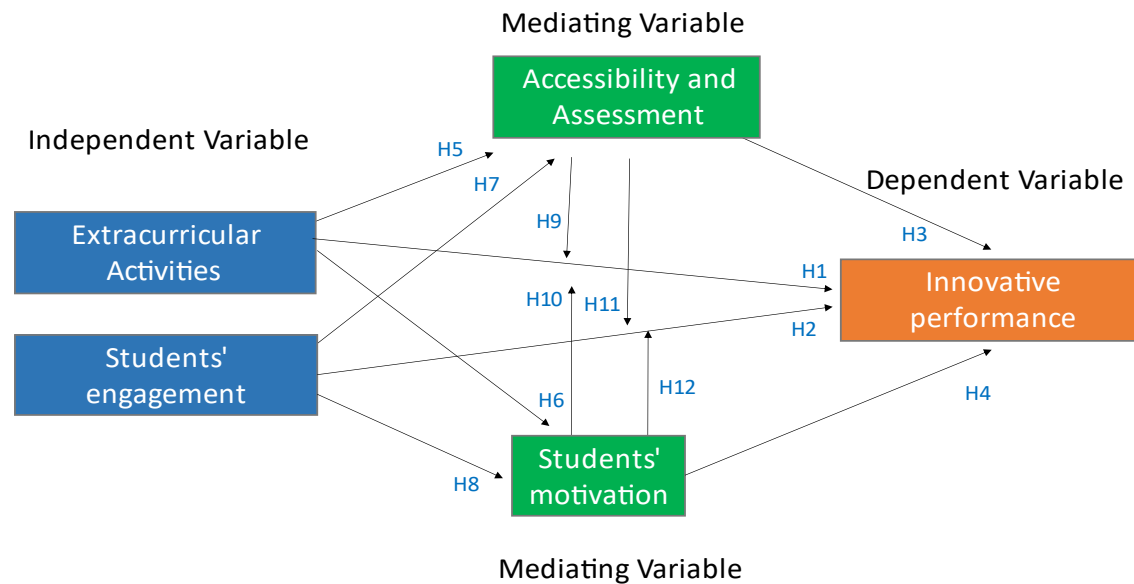 Mediating Variable
Accessibility and
Assessment
Independent Variable
H5
H7
Dependent Variable
Extracurricular
Activities
H9
H3
H1
Innovative
performance
H10
H11
H2
Students'
engagement
H6
H12
H4
H8
Students'
motivation
Mediating Variable